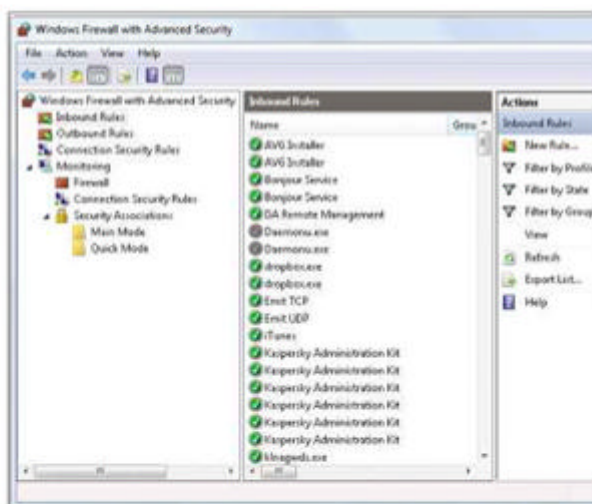 Windows Firewall with Advanced Security
File Action View Help
Windows Firewall with Advanced Security
Inbound Rules
Outbound Rules
Connection Security Rules
Monitoring
Firewall
Connection Security Rules
Security Associations
Main Mode
Quick Mode
Inbound Rules
Name Grou
AVG Installer
AVG Installer
Bonjour Service
Bonjour Service
DA Remote Management
Daemonu.exe
Daemonu.exe
dropbox.exe
dropbox.exe
Emit TCP
Emit UDP
iTunes
Kaspersky Administration Kit
Kaspersky Administration Kit
Kaspersky Administration Kit
Kaspersky Administration Kit
Kaspersky Administration Kit
klnagwds.exe
Actions
Inbound Rules
New Rule...
Filter by Profile
Filter by State
Filter by Group
View
Refresh
Export List...
Help